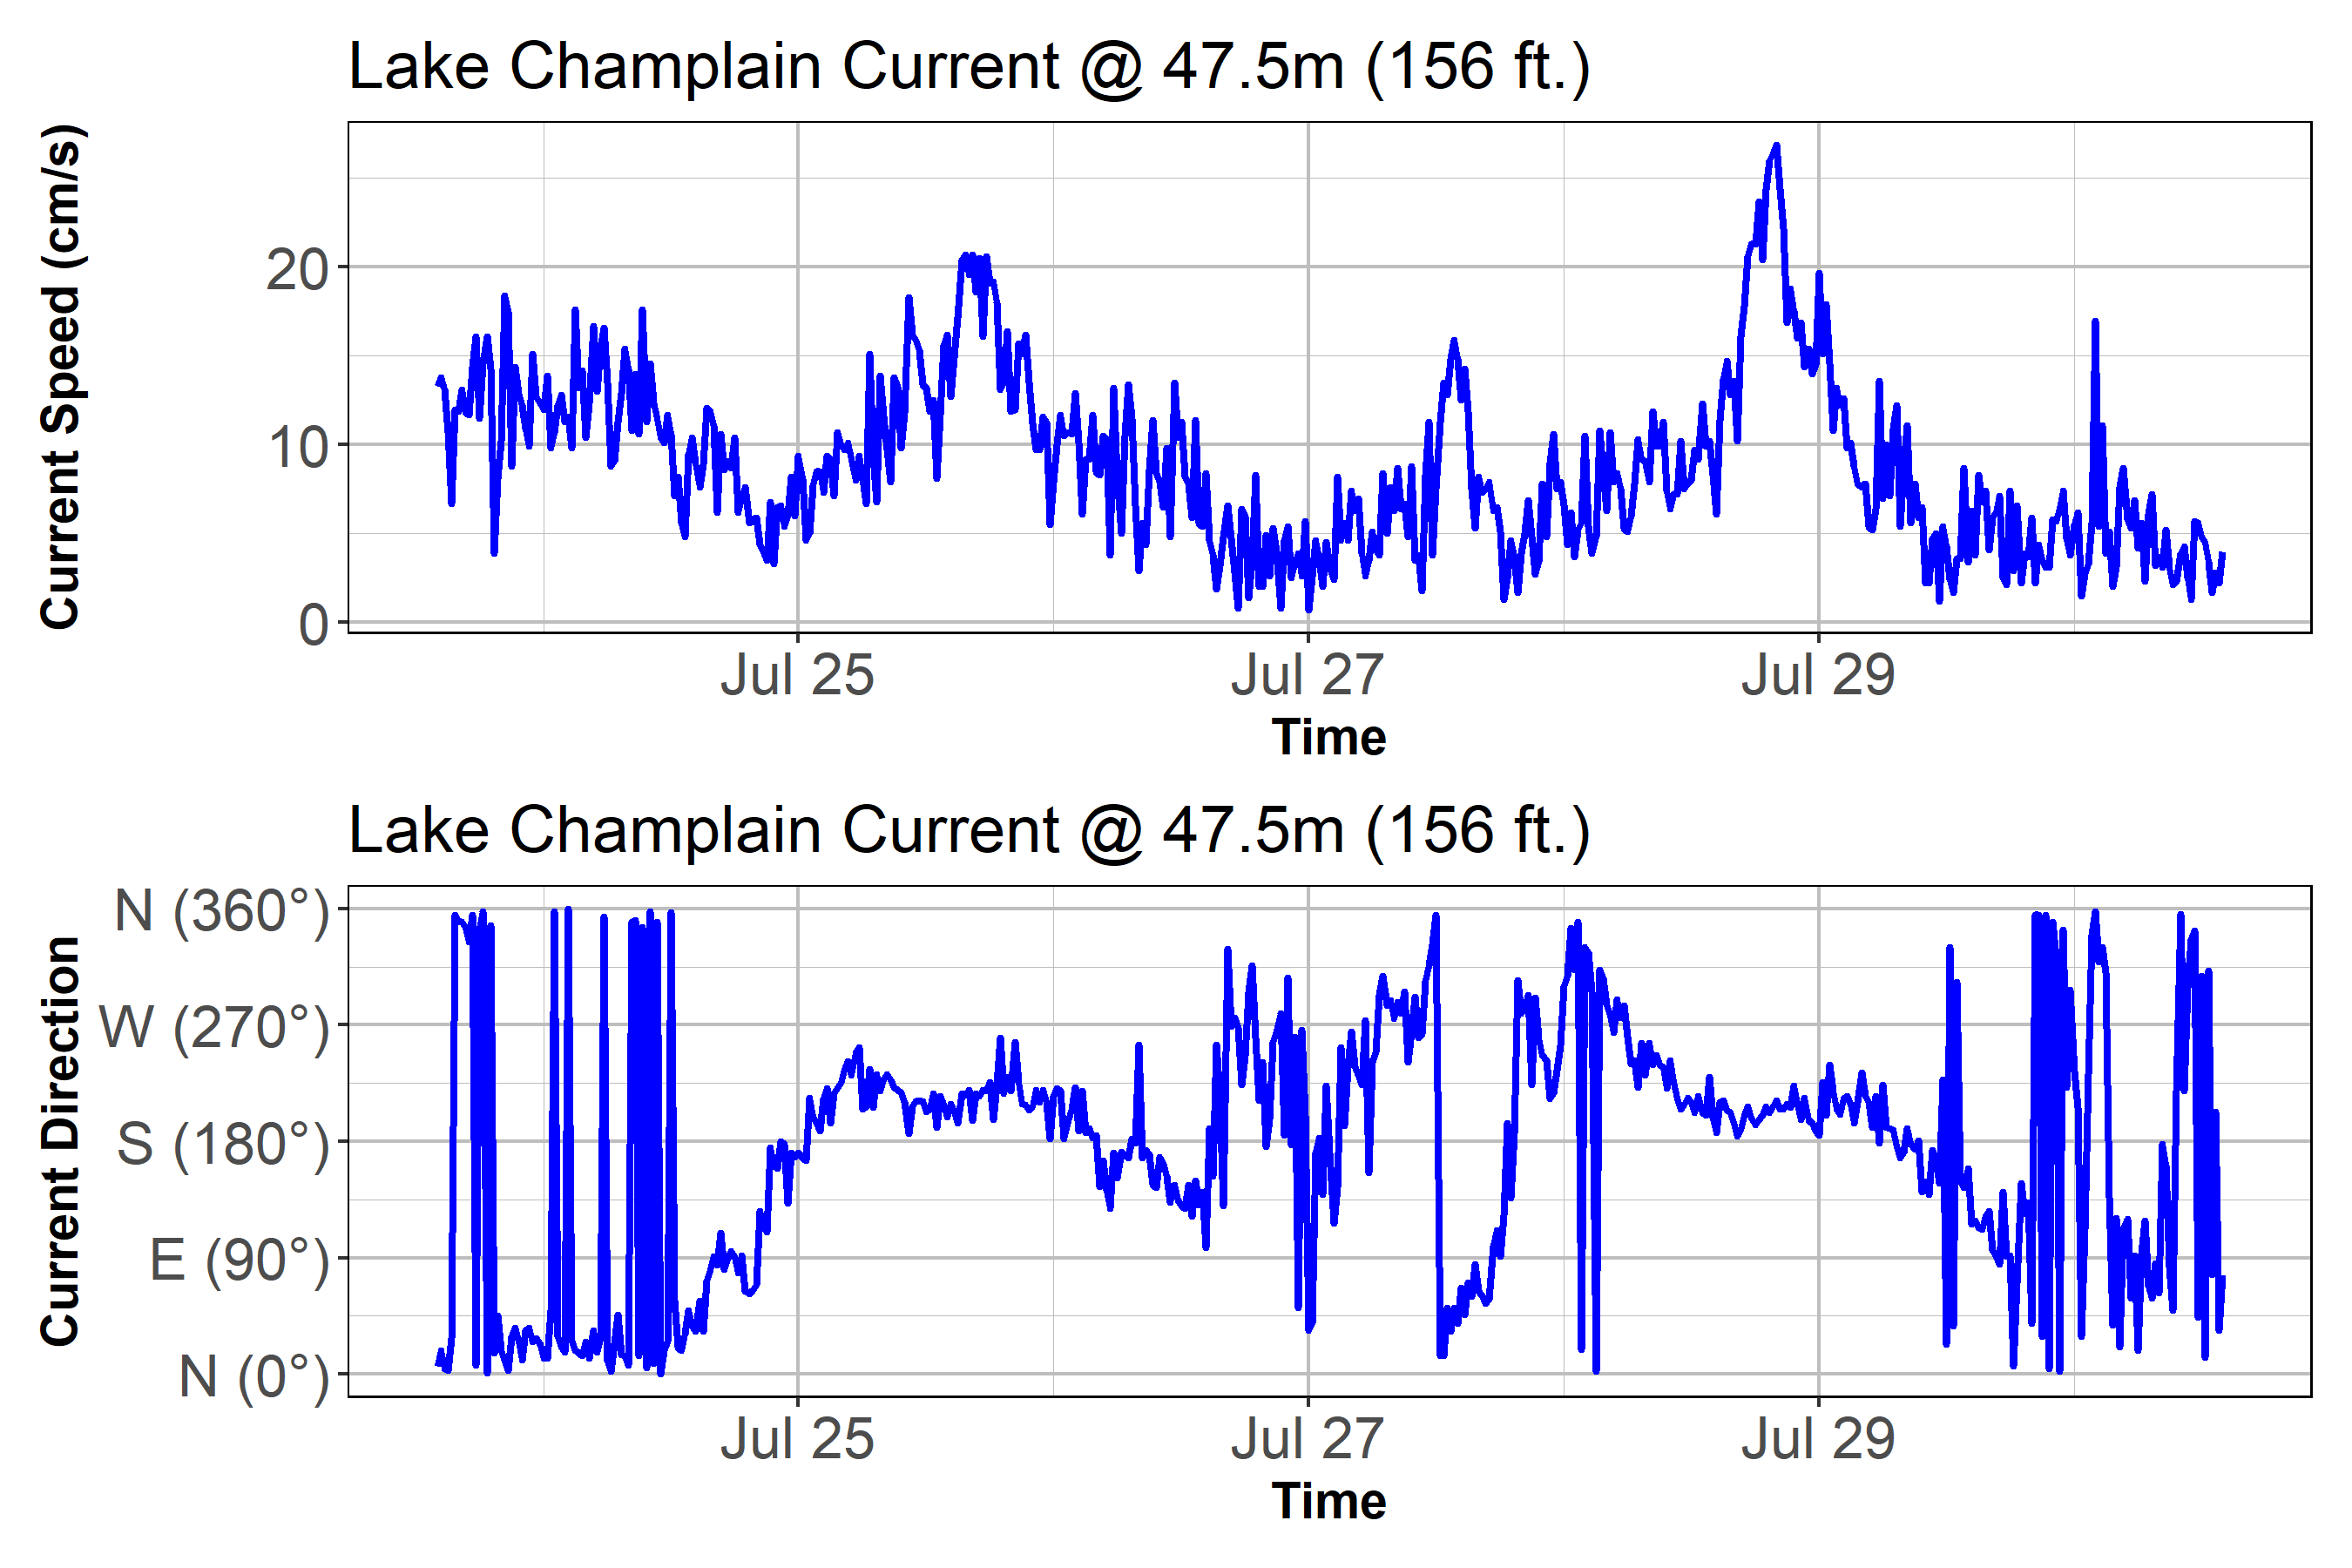 Lake Champlain Current @ 47.5m (156 ft.)
Current Speed (cm/s)
20
10
0
Jul 25 Jul 27 Jul 29
Time
Lake Champlain Current @ 47.5m (156 ft.)
Current Direction
N (360°)
W (270°)
S (180°)
E (90°)
N (0°)
Jul 25 Jul 27 Jul 29
Time